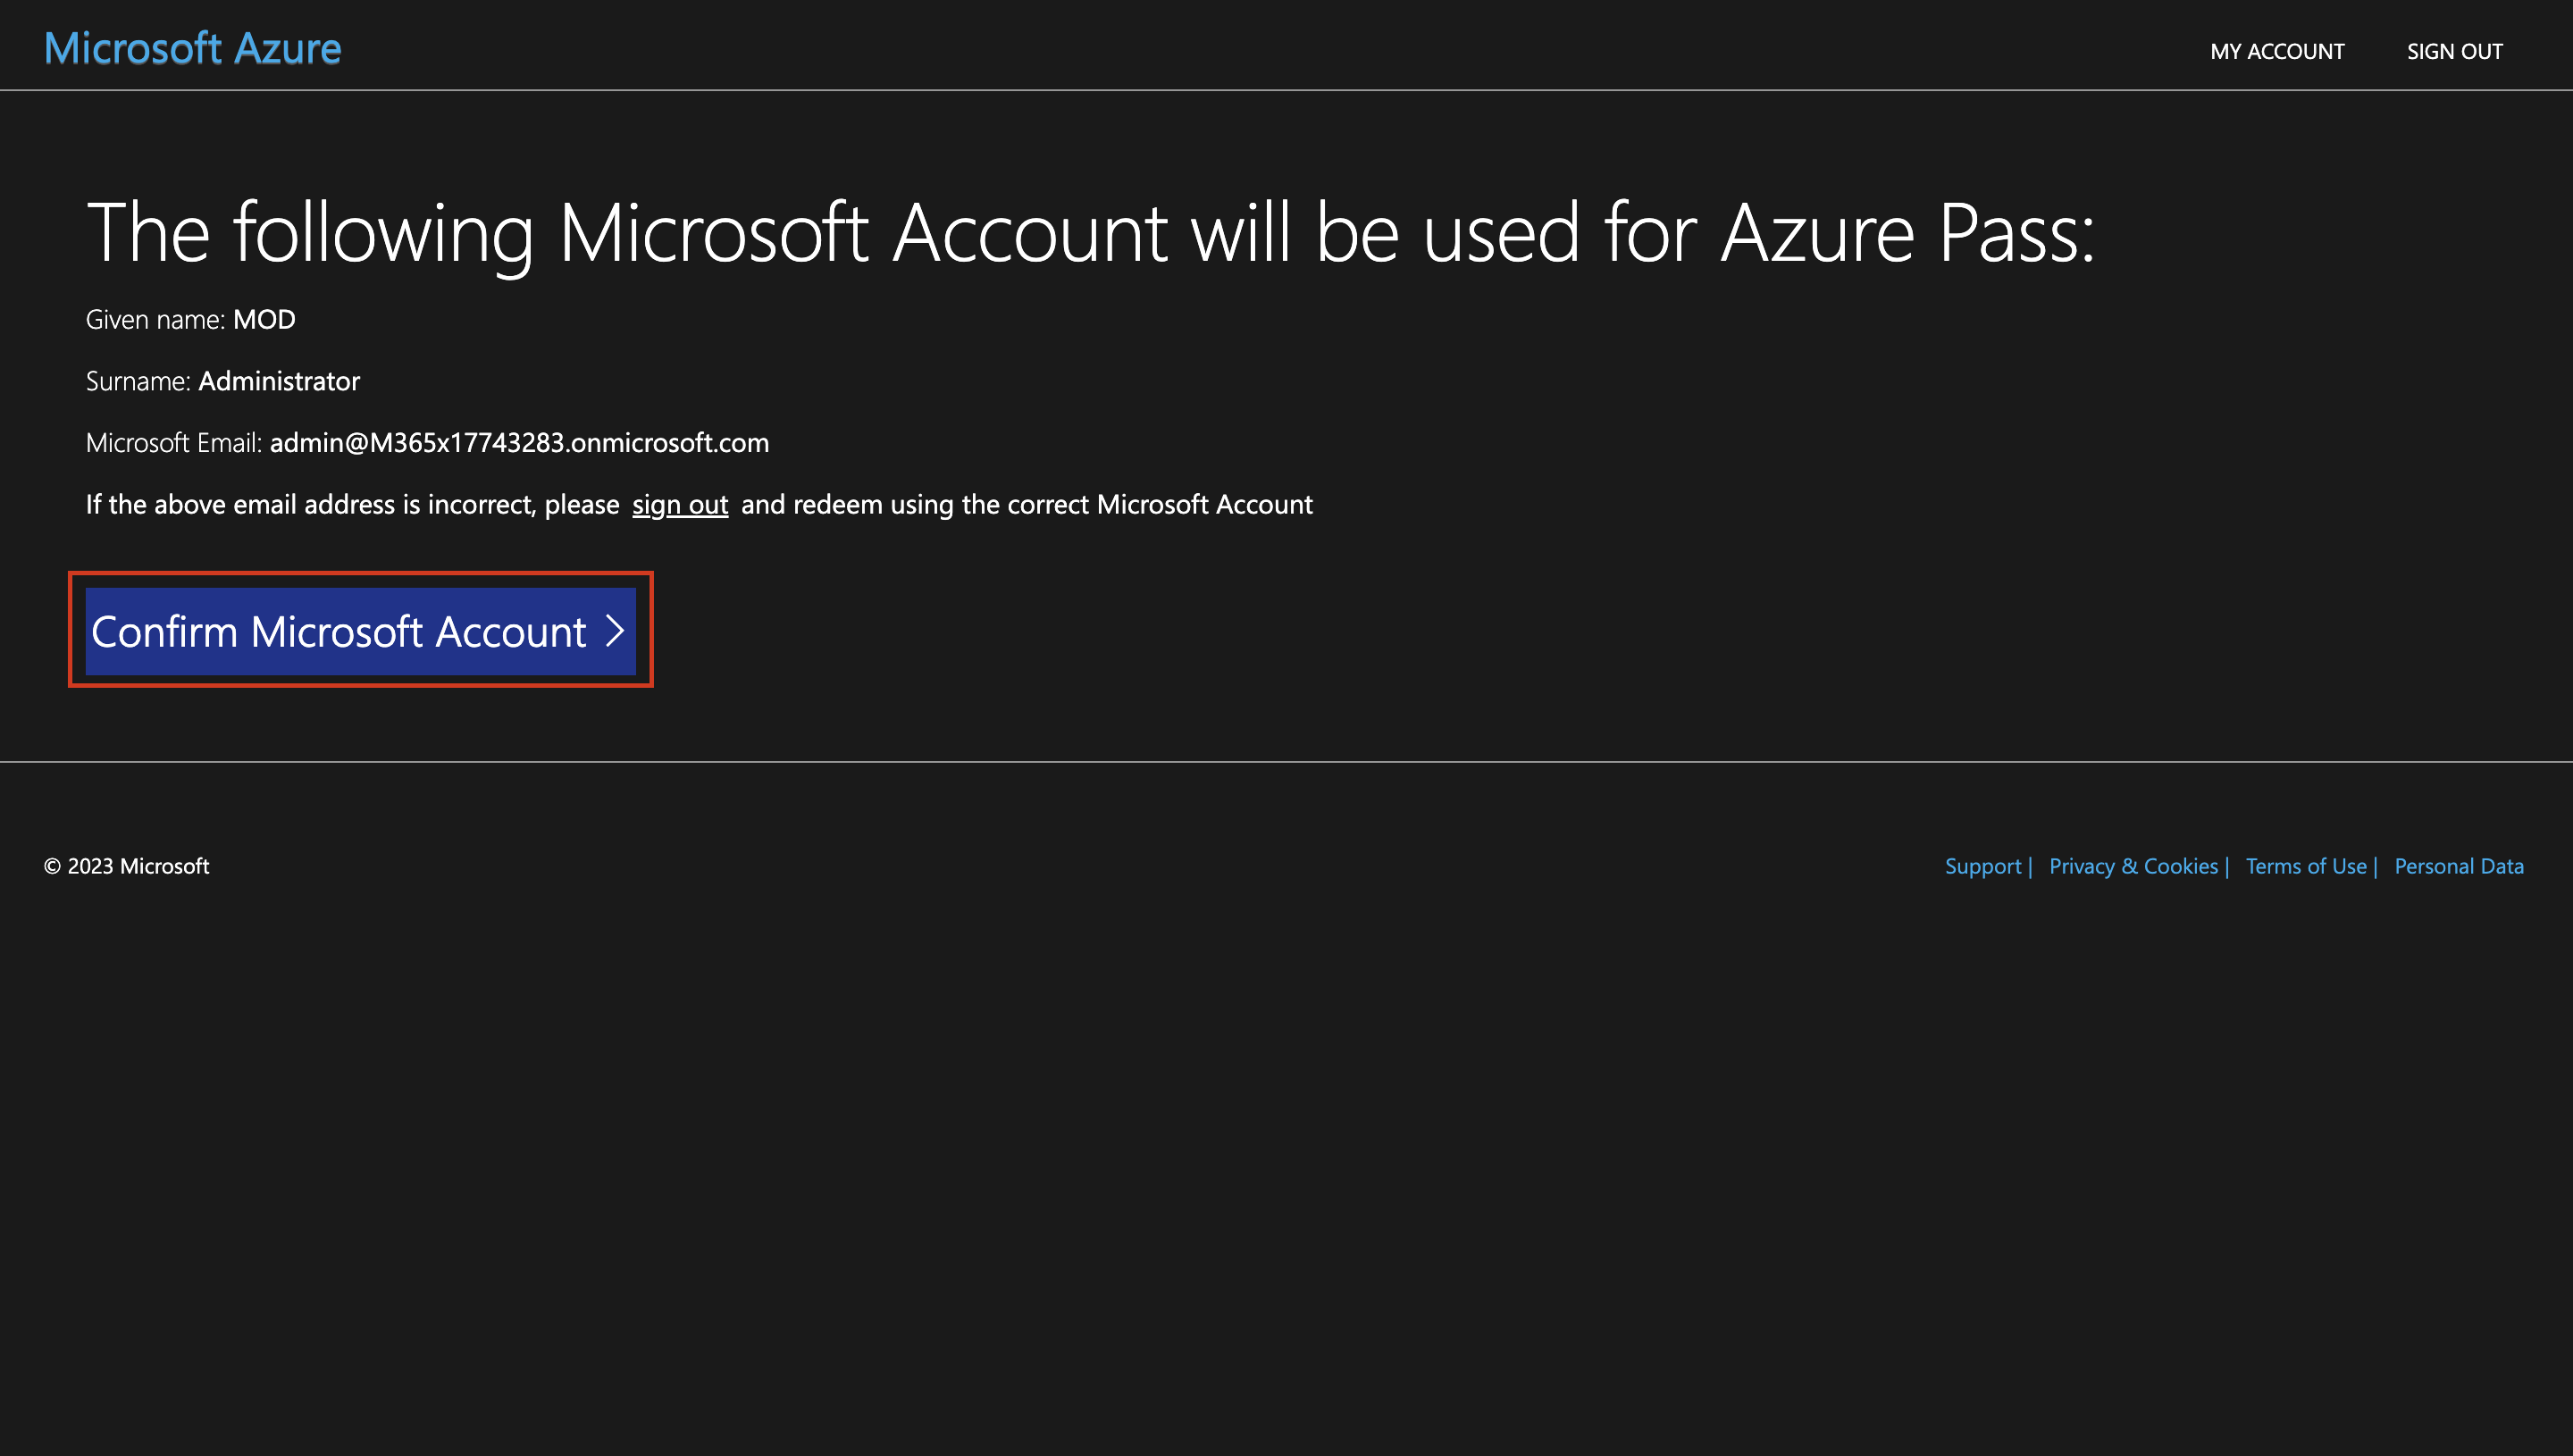 Microsoft Azure
MY ACCOUNT SIGN OUT
The following Microsoft Account will be used for Azure Pass:
Given name: MOD
Surname: Administrator
Microsoft Email: admin@M365x17743283.onmicrosoft.com
If the above email address is incorrect, please sign out and redeem using the correct Microsoft Account
Confirm Microsoft Account >
© 2023 Microsoft
Support | Privacy & Cookies | Terms of Use | Personal Data